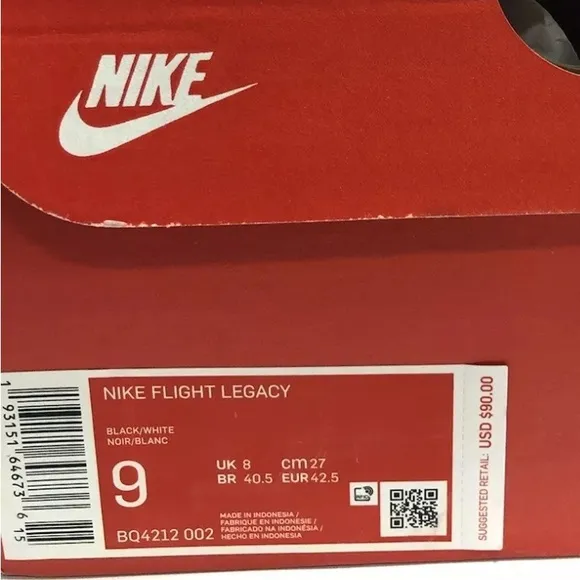 NIKE
NIKE FLIGHT LEGACY
BLACK/WHITE
NOIR/BLANC
9
UK 8 CM 27
BR 40.5 EUR 42.5
BQ4212 002
MADE IN INDONESIA/
FABRIQUE EN INDONESIE/
FABRICADO NA INDONÉSIA/
HECHO EN INDONESIA
SUGGESTED RETAIL: USD $90.00
1 93151 64673 6 15